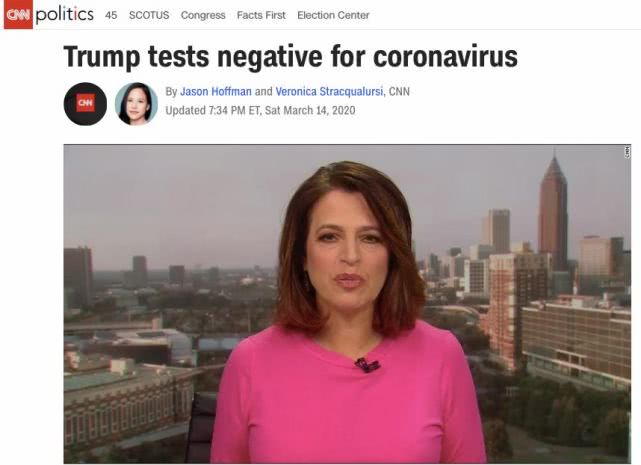 CNN politics 45 SCOTUS Congress Facts First Election Center
Trump tests negative for coronavirus
CNN
By Jason Hoffman and Veronica Stracqualursi, CNN
Updated 7:34 PM ET, Sat March 14, 2020
CNN